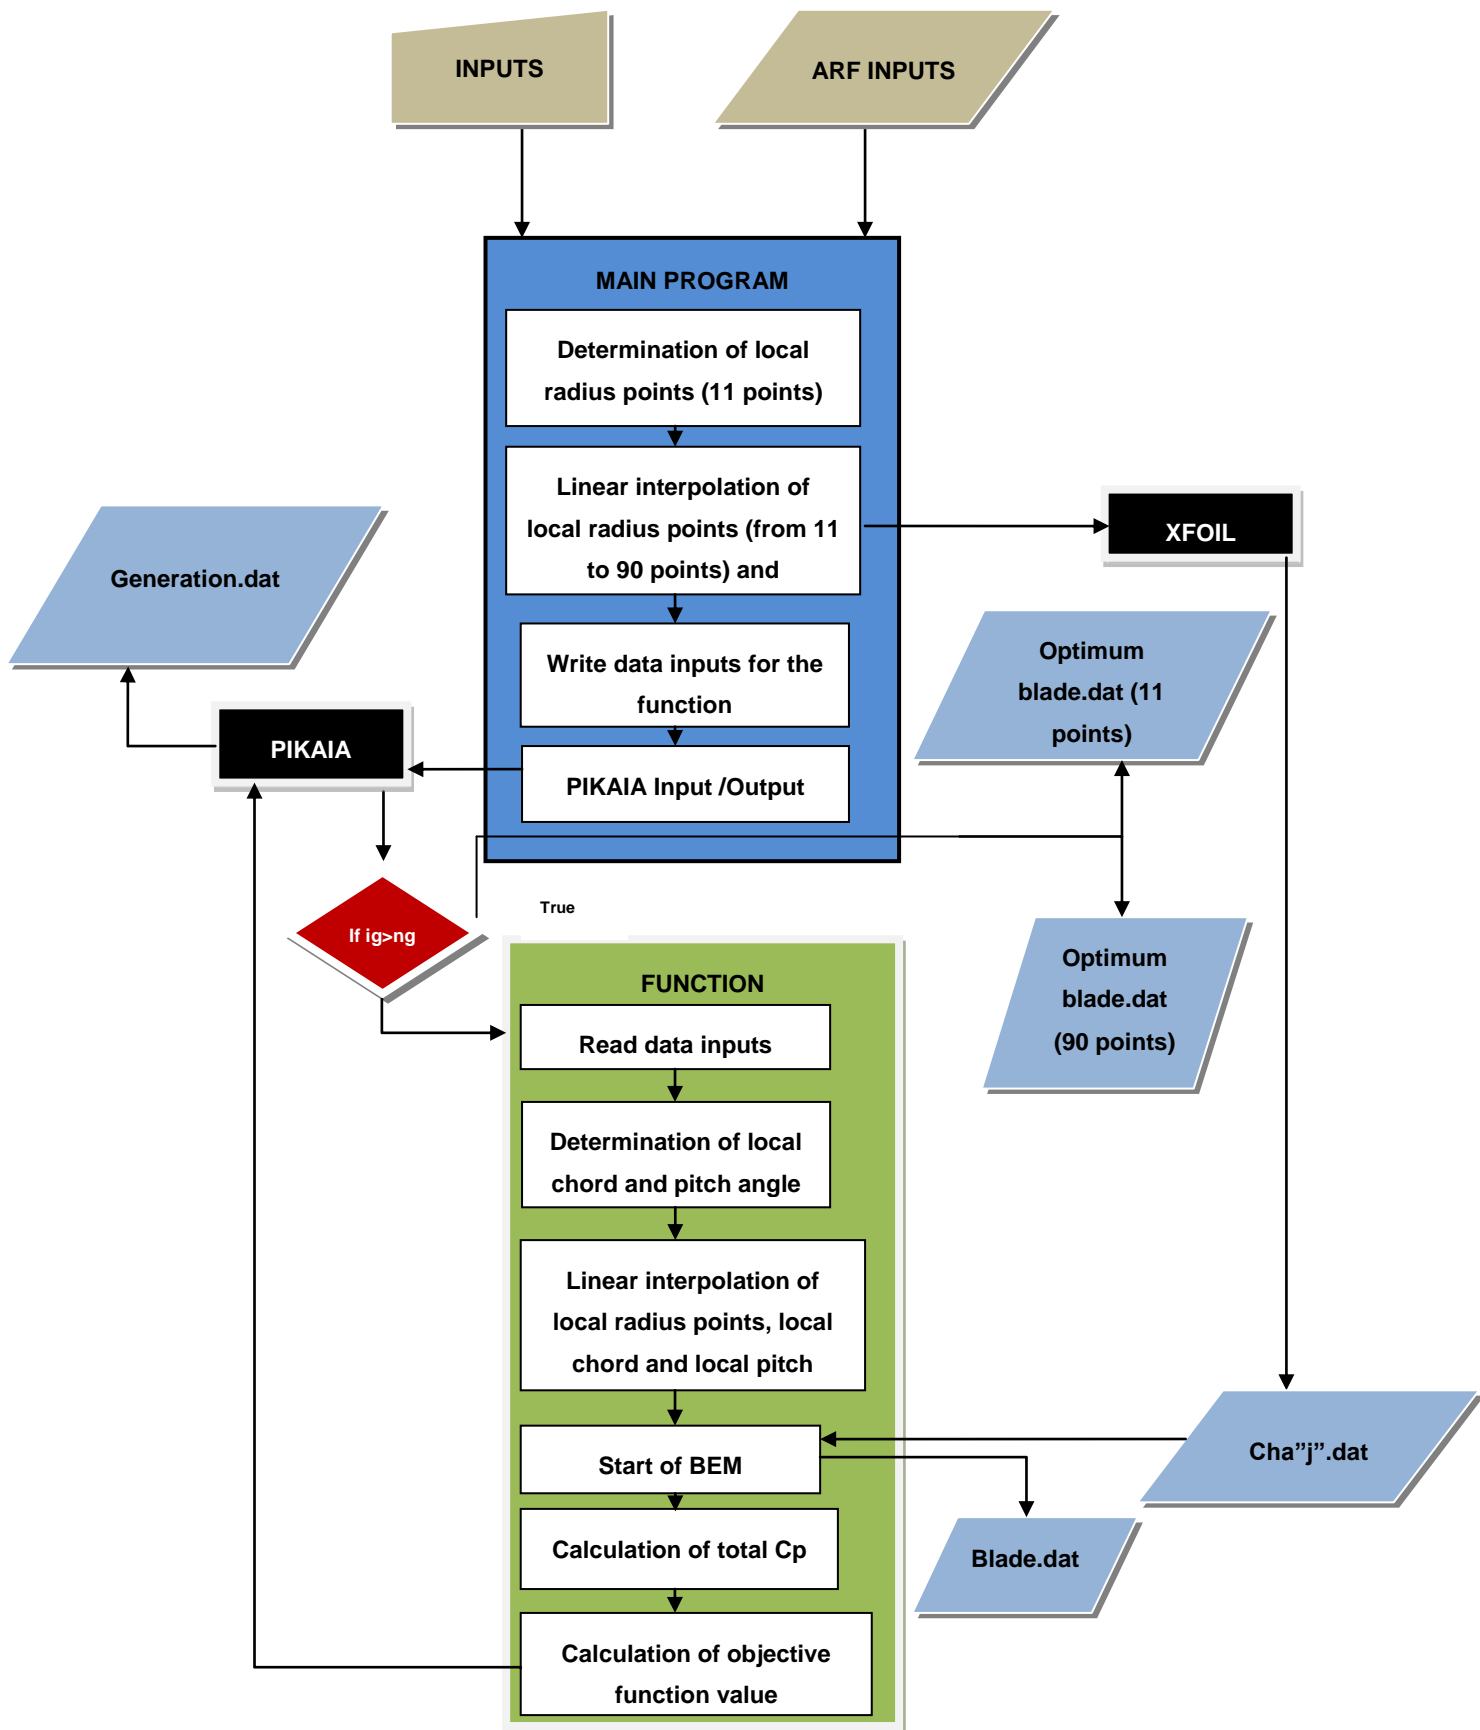 INPUTS
ARF INPUTS
MAIN PROGRAM
Determination of local
radius points (11 points)
Linear interpolation of
local radius points (from 11
to 90 points) and
XFOIL
Generation.dat
Write data inputs for the
function
Optimum
blade.dat (11
points)
PIKAIA
PIKAIA Input /Output
True
If ig>ng
FUNCTION
Optimum
blade.dat
(90 points)
Read data inputs
Determination of local
chord and pitch angle
Linear interpolation of
local radius points, local
chord and local pitch
Start of BEM
Cha”j”.dat
Calculation of total Cp
Blade.dat
Calculation of objective
function value